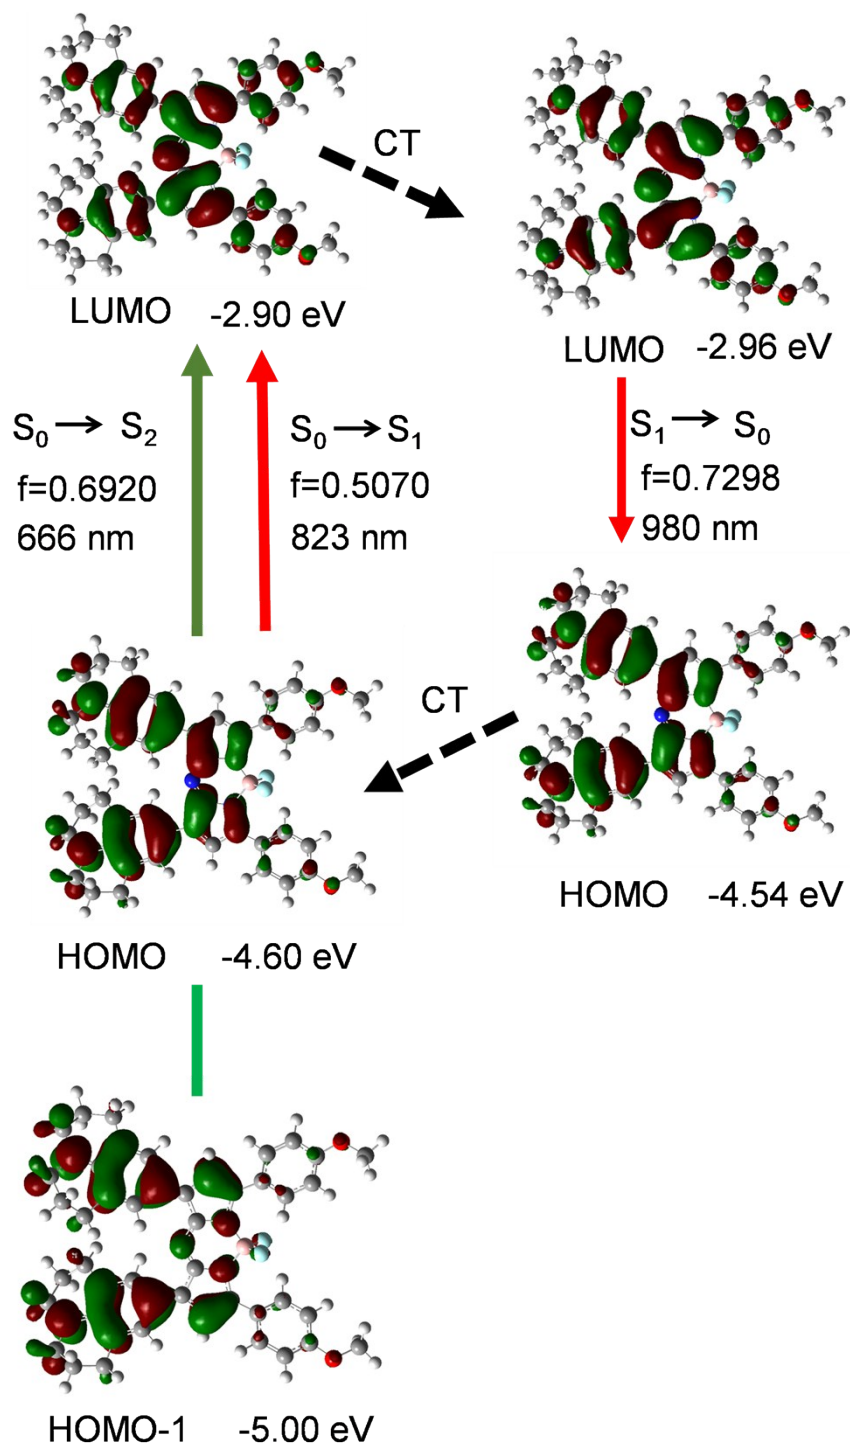 CT
LUMO -2.90 eV
LUMO -2.96 eV
S₀ → S₂
f=0.6920
666 nm
S₀ → S₁
f=0.5070
823 nm
S₁ → S₀
f=0.7298
980 nm
CT
HOMO -4.54 eV
HOMO -4.60 eV
HOMO-1 -5.00 eV